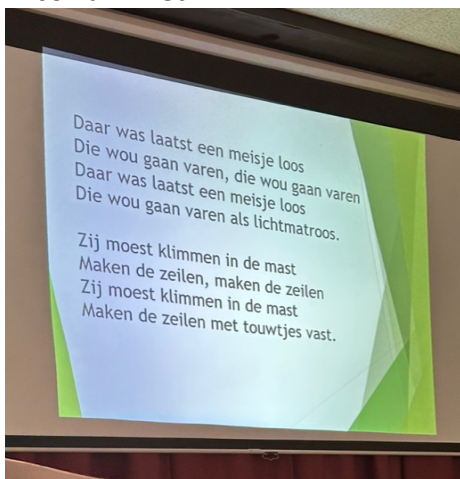 Daar was laatst een meisje loos
Die wou gaan varen, die wou gaan varen
Daar was laatst een meisje loos
Die wou gaan varen als lichtmatroos.
Zij moest klimmen in de mast
Maken de zeilen, maken de zeilen
Zij moest klimmen in de mast
Maken de zeilen met touwtjes vast.